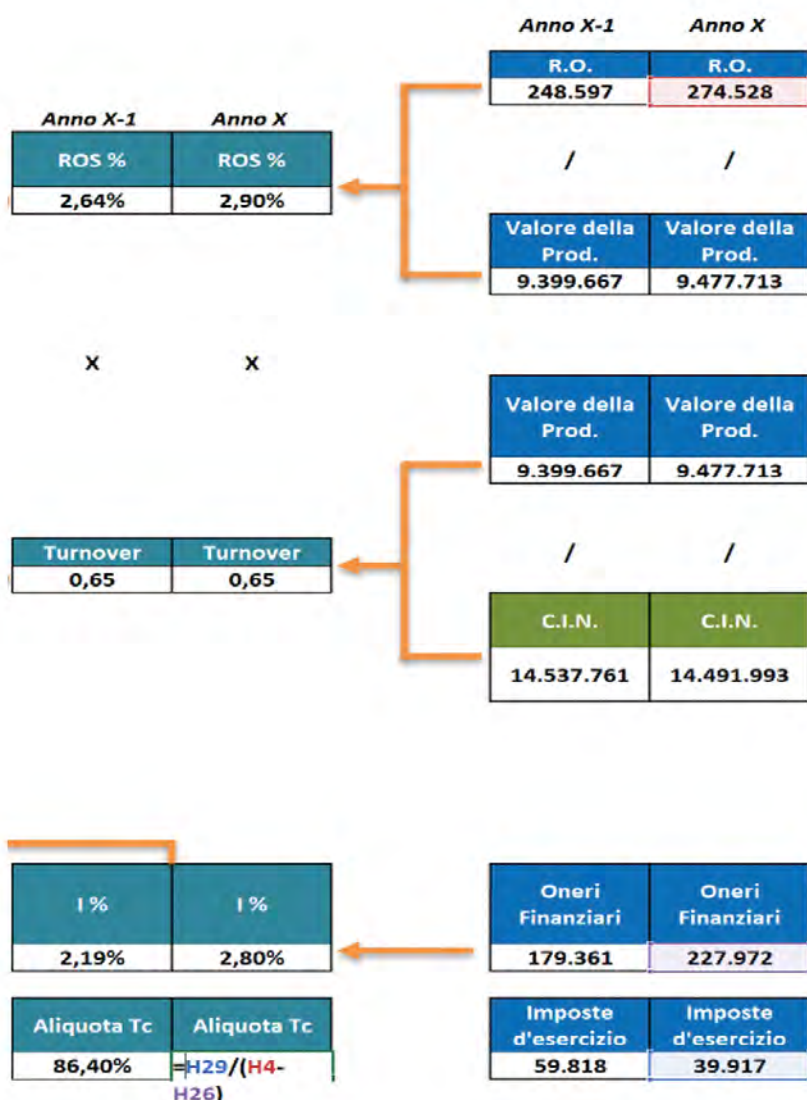 Anno X-1 Anno X
R.O. R.O.
248.597 274.528
Anno X-1 Anno X
ROS % ROS %
/ /
2,64% 2,90%
Valore della Valore della
Prod. Prod.
9.399.667 9.477.713
X X
Valore della Valore della
Prod. Prod.
9.399.667 9.477.713
Turnover Turnover
/ /
0,65 0,65
C.I.N. C.I.N.
14.537.761 14.491.993
I % I %
Oneri Oneri
Finanziari Finanziari
2,19% 2,80%
179.361 227.972
Aliquota Tc Aliquota Tc
Imposte Imposte
d'esercizio d'esercizio
86,40% =H29/(H4-
H26)
59.818 39.917